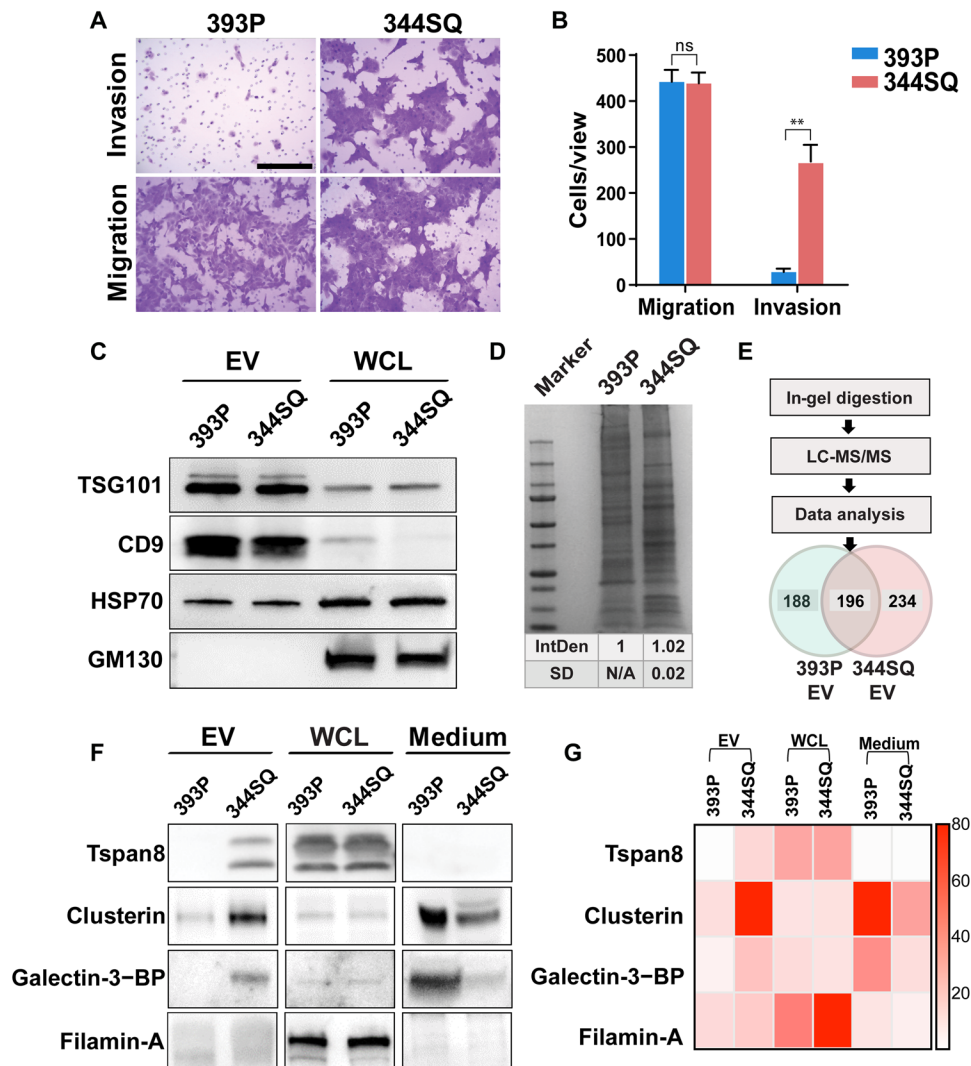 A
393P
344SQ
Invasion
Migration
B
Cells/view
500
400
300
200
100
0
ns
**
Migration
Invasion
393P
344SQ
C
EV
WCL
393P
344SQ
393P
344SQ
TSG101
CD9
HSP70
GM130
D
Marker
393P
344SQ
IntDen
1
1.02
SD
N/A
0.02
E
In-gel digestion
LC-MS/MS
Data analysis
188
196
234
393P
EV
344SQ
EV
F
EV
WCL
Medium
393P
344SQ
393P
344SQ
393P
344SQ
Tspan8
Clusterin
Galectin-3−BP
Filamin-A
G
EV
WCL
Medium
393P
344SQ
393P
344SQ
393P
344SQ
Tspan8
Clusterin
Galectin-3−BP
Filamin-A
80
60
40
20